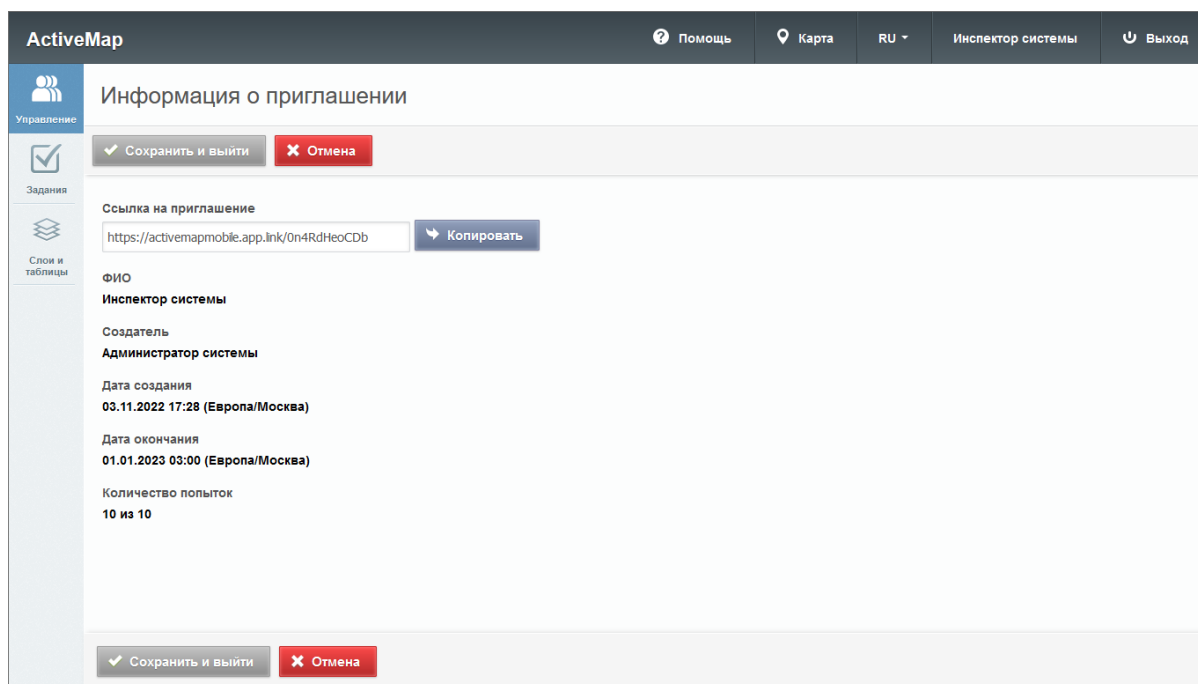 ActiveMap
Помощь
Карта
RU
Инспектор системы
Выход
Управление
Задания
Слои и
таблицы
Информация о приглашении
Сохранить и выйти
Отмена
Ссылка на приглашение
https://activemapmobile.app.link/0n4RdHeoCDb
Копировать
ФИО
Инспектор системы
Создатель
Администратор системы
Дата создания
03.11.2022 17:28 (Европа/Москва)
Дата окончания
01.01.2023 03:00 (Европа/Москва)
Количество попыток
10 из 10
Сохранить и выйти
Отмена